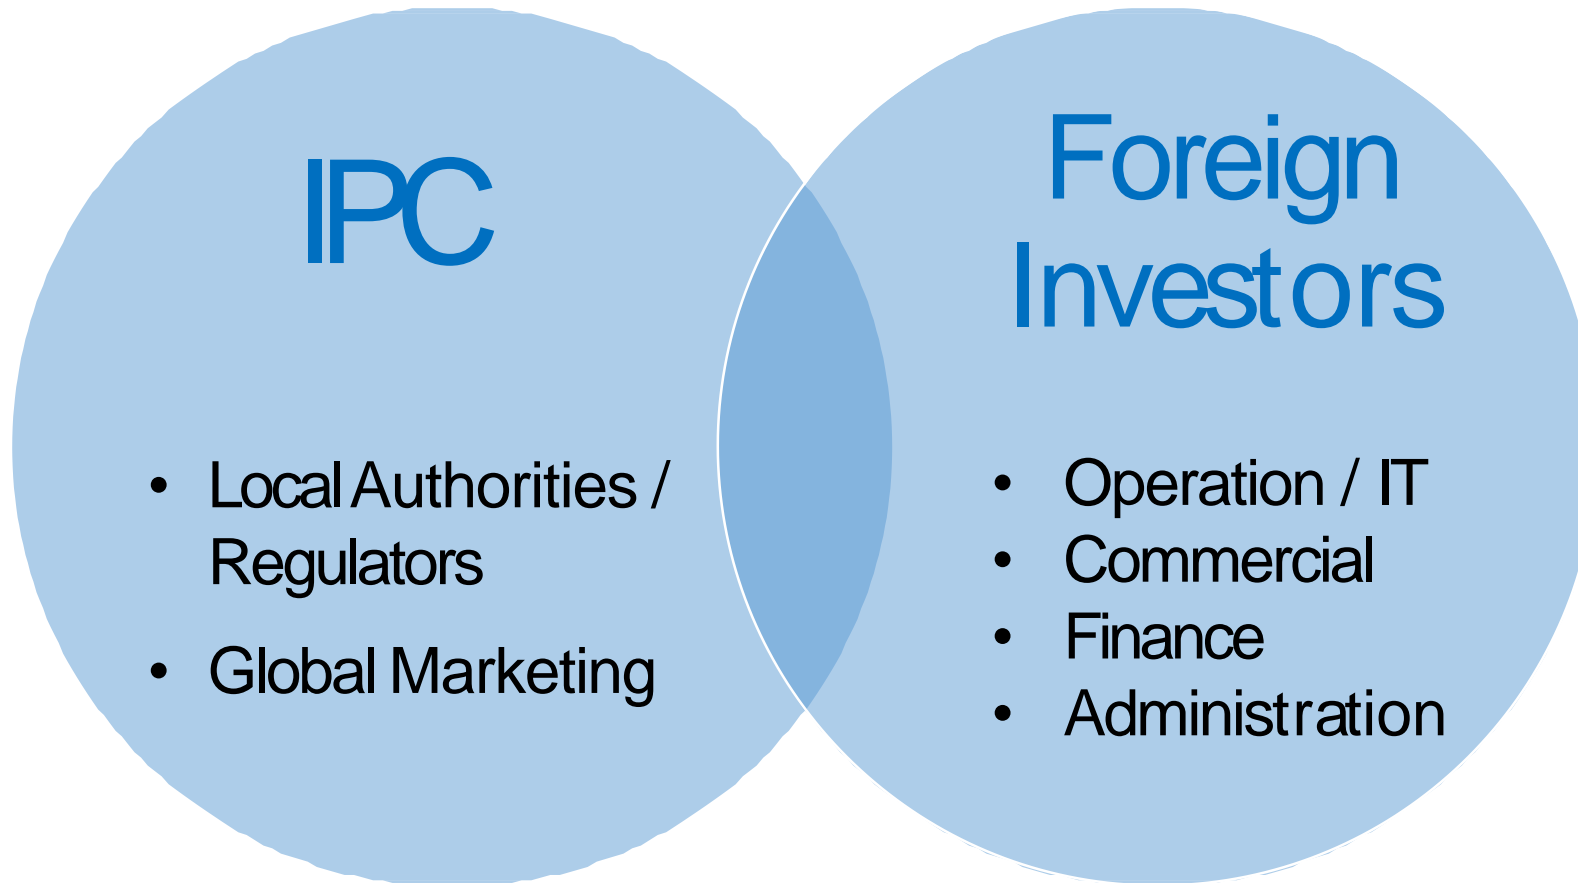 IPC
• Local Authorities /
Regulators
• Global Marketing
Foreign
Investors
• Operation / IT
• Commercial
• Finance
• Administration